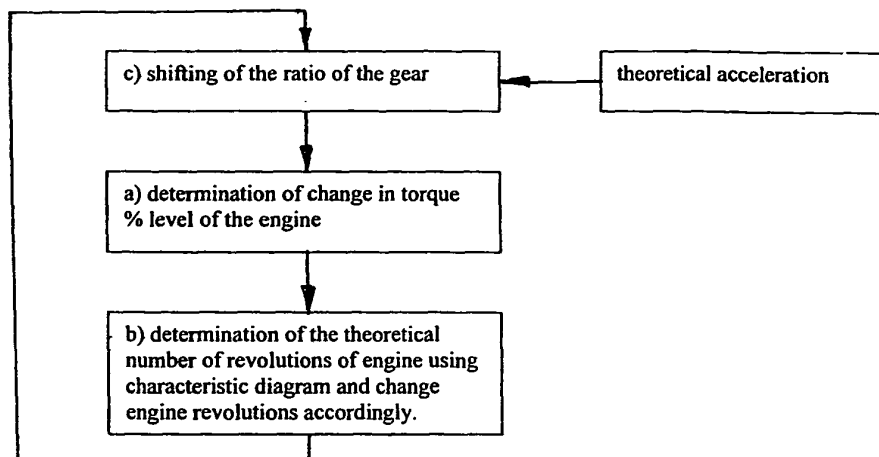 c) shifting of the ratio of the gear
theoretical acceleration
a) determination of change in torque
% level of the engine
b) determination of the theoretical
number of revolutions of engine using
characteristic diagram and change
engine revolutions accordingly.